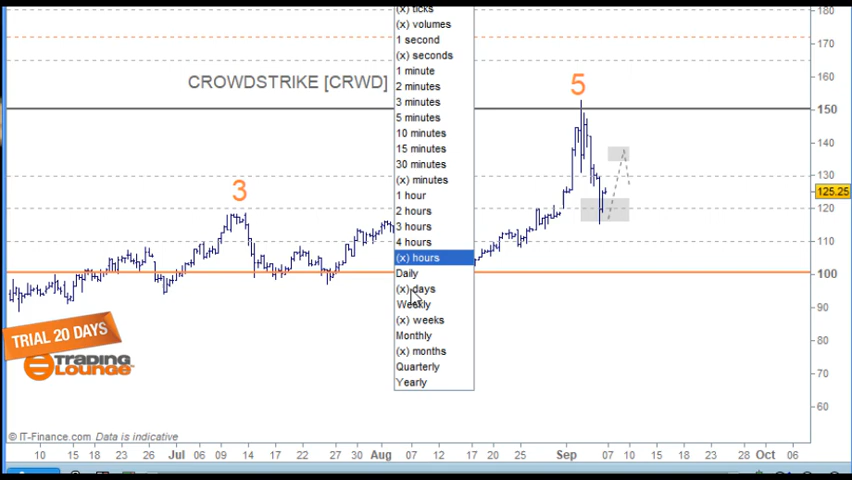 (x) ticks
(x) volumes
1 second
(x) seconds
1 minute
2 minutes
3 minutes
5 minutes
10 minutes
15 minutes
30 minutes
(x) minutes
1 hour
2 hours
3 hours
4 hours
(x) hours
Daily
(x) days
Weekly
(x) weeks
Monthly
(x) months
Quarterly
Yearly
CROWDSTRIKE [CRWD]
3
5
180
170
160
150
140
130
125.25
120
110
100
90
80
70
60
TRIAL 20 DAYS
TRADING
LOUNGE
© IT-Finance.com Data is indicative
10 15 18 23 26 Jul 09 14 17 22 27 30 Aug 07 12 17 20 25 28 Sep 07 10 15 18 23 28 Oct 06